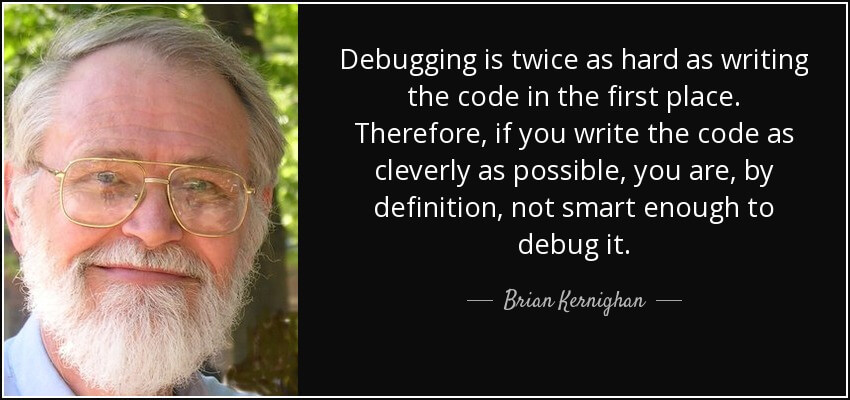 Debugging is twice as hard as writing
the code in the first place.
Therefore, if you write the code as
cleverly as possible, you are, by
definition, not smart enough to
debug it.
Brian Kernighan